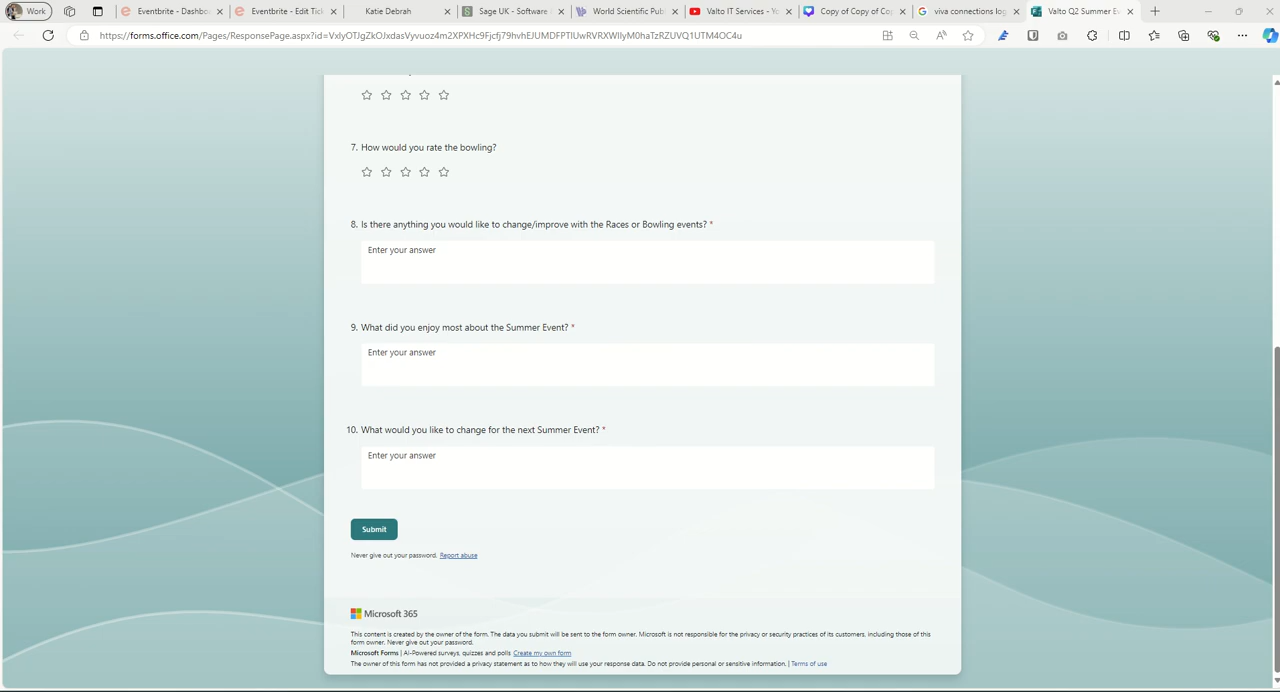 Work
Eventbrite - Dashbo
Eventbrite - Edit Tick
Katie Debrah
Sage UK - Software
World Scientific Publ
Valto IT Services - Yo
Copy of Copy of Cop
viva connections log
Valto Q2 Summer Ev
https://forms.office.com/Pages/ResponsePage.aspx?id=VxlyOTJgZkOJxdasVyvuoz4m2XPXHc9Fjcfj79hvhEJUMDFPTlUwRVRXWllyM0haTzRZUVQ1UTM4OC4u
7. How would you rate the bowling?
8. Is there anything you would like to change/improve with the Races or Bowling events? *
Enter your answer
9. What did you enjoy most about the Summer Event? *
Enter your answer
10. What would you like to change for the next Summer Event? *
Enter your answer
Submit
Never give out your password. Report abuse
Microsoft 365
This content is created by the owner of the form. The data you submit will be sent to the form owner. Microsoft is not responsible for the privacy or security practices of its customers, including those of this
form owner. Never give out your password.
Microsoft Forms | AI-Powered surveys, quizzes and polls Create my own form
The owner of this form has not provided a privacy statement as to how they will use your response data. Do not provide personal or sensitive information. | Terms of use